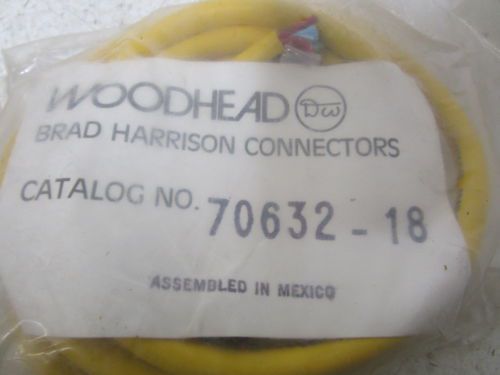 WOODHEAD DW
BRAD HARRISON CONNECTORS
CATALOG NO. 70632-18
ASSEMBLED IN MEXICO